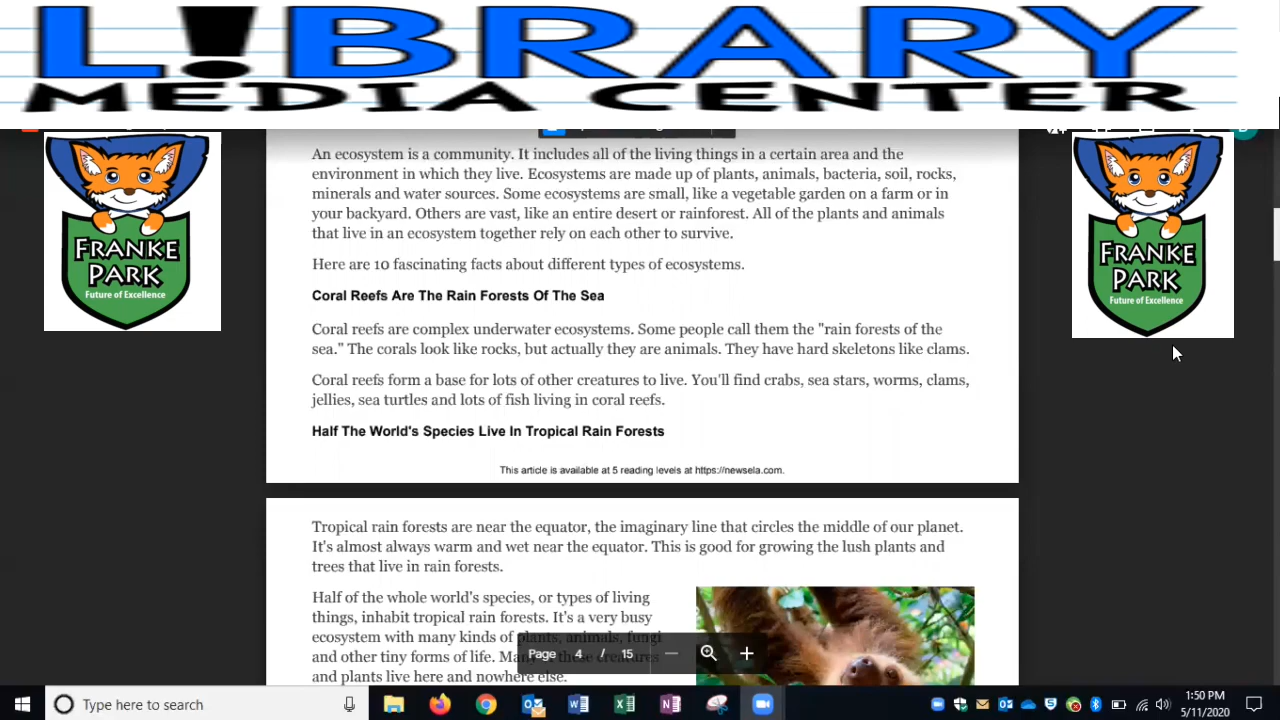 L!BRARY
MEDIA CENTER
FRANKE
PARK
Future of Excellence
FRANKE
PARK
Future of Excellence
An ecosystem is a community. It includes all of the living things in a certain area and the
environment in which they live. Ecosystems are made up of plants, animals, bacteria, soil, rocks,
minerals and water sources. Some ecosystems are small, like a vegetable garden on a farm or in
your backyard. Others are vast, like an entire desert or rainforest. All of the plants and animals
that live in an ecosystem together rely on each other to survive.
Here are 10 fascinating facts about different types of ecosystems.
Coral Reefs Are The Rain Forests Of The Sea
Coral reefs are complex underwater ecosystems. Some people call them the "rain forests of the
sea." The corals look like rocks, but actually they are animals. They have hard skeletons like clams.
Coral reefs form a base for lots of other creatures to live. You'll find crabs, sea stars, worms, clams,
jellies, sea turtles and lots of fish living in coral reefs.
Half The World's Species Live In Tropical Rain Forests
This article is available at 5 reading levels at https://newsela.com.
Tropical rain forests are near the equator, the imaginary line that circles the middle of our planet.
It's almost always warm and wet near the equator. This is good for growing the lush plants and
trees that live in rain forests.
Half of the whole world's species, or types of living
things, inhabit tropical rain forests. It's a very busy
ecosystem with many kinds of plants, animals, fungi
and other tiny forms of life. Many of these creatures
and plants live here and nowhere else.
Page 4 / 15
Type here to search
1:50 PM
5/11/2020